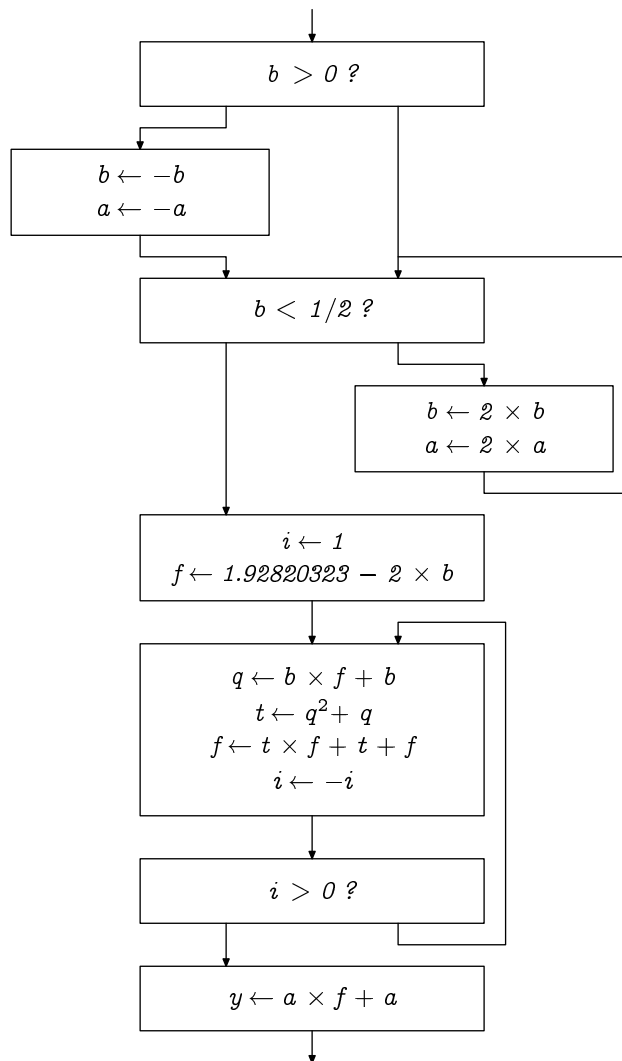 b > 0 ?
b ← −b
a ← −a
b < 1/2 ?
b ← 2 × b
a ← 2 × a
i ← 1
f ← 1.92820323 − 2 × b
q ← b × f + b
t ← q² + q
f ← t × f + t + f
i ← −i
i > 0 ?
y ← a × f + a